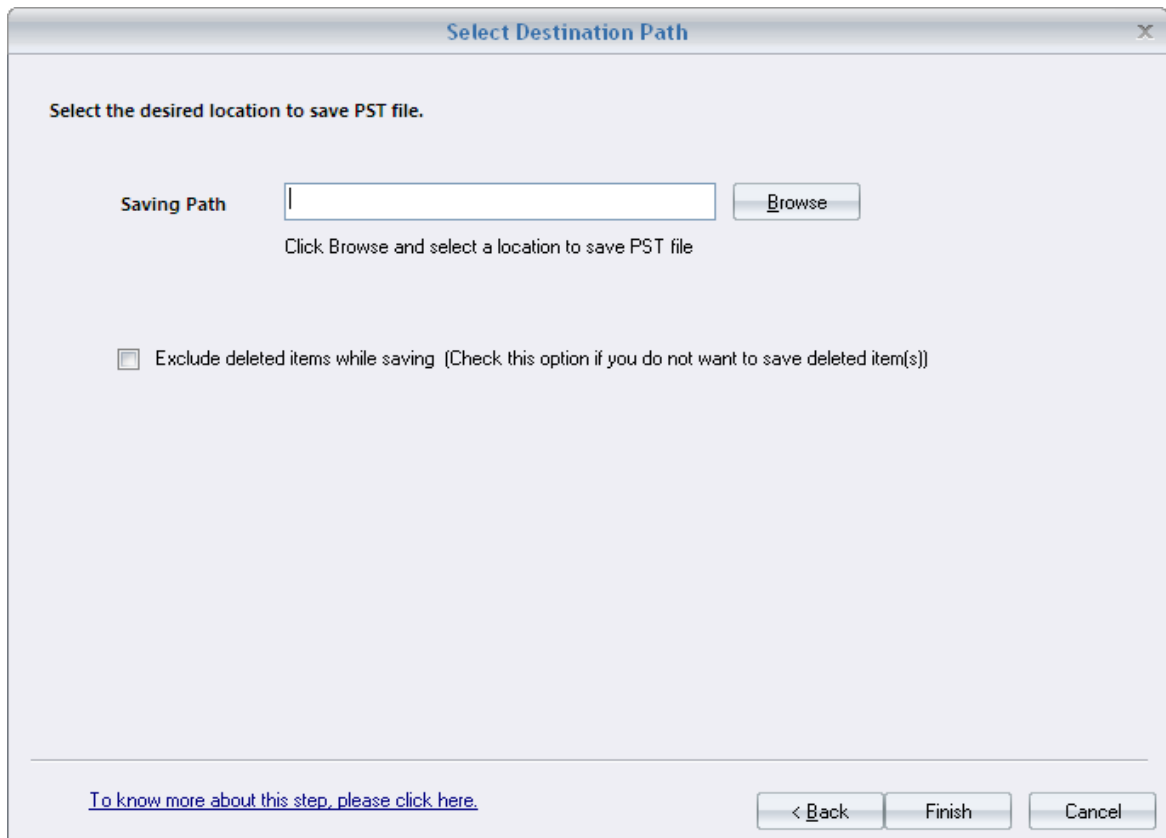 Select Destination Path
Select the desired location to save PST file.
Saving Path
Browse
Click Browse and select a location to save PST file
Exclude deleted items while saving (Check this option if you do not want to save deleted item(s))
To know more about this step, please click here.
< Back
Finish
Cancel